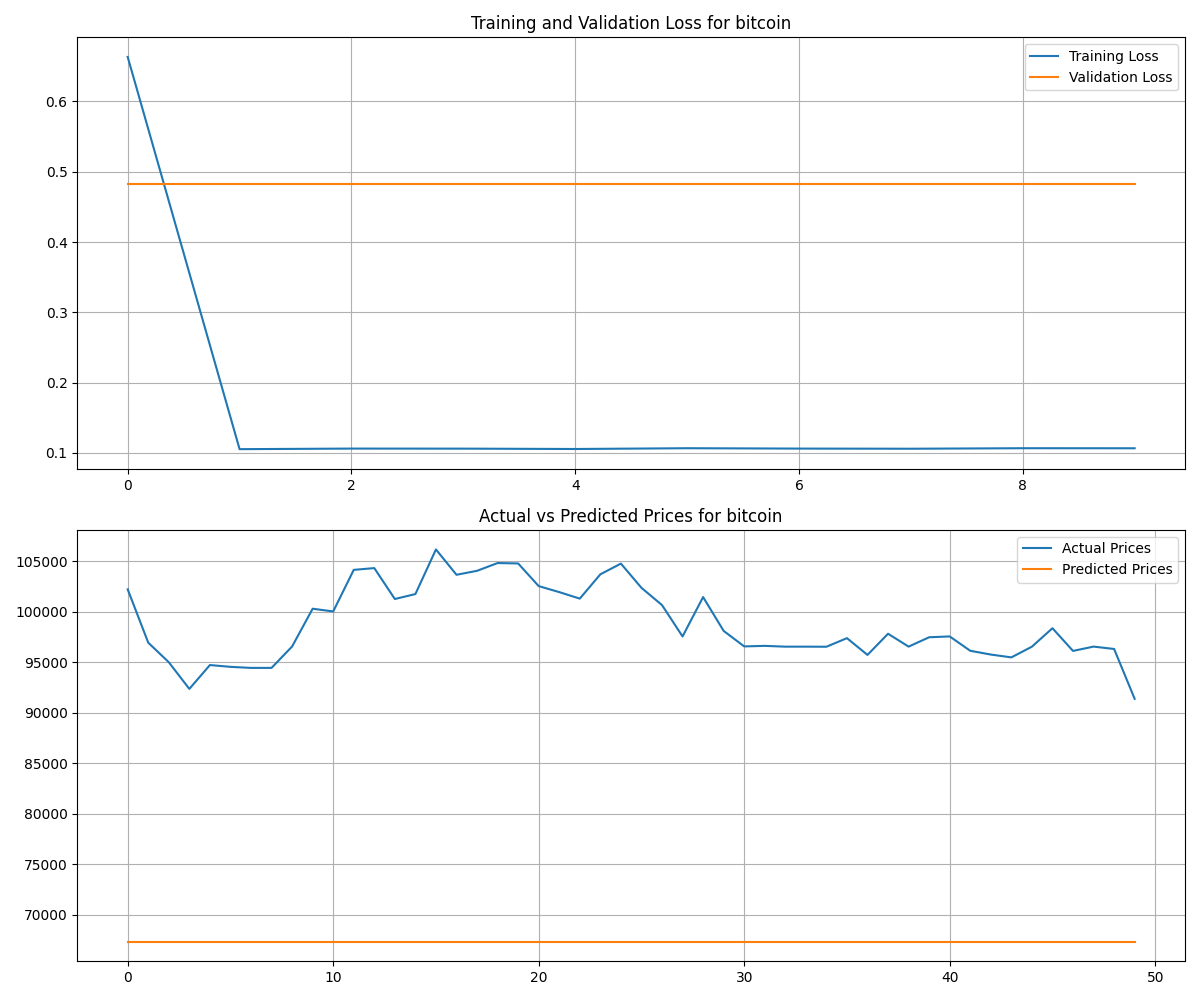 Training and Validation Loss for bitcoin
Training Loss
Validation Loss
0.6
0.5
0.4
0.3
0.2
0.1
0 2 4 6 8
Actual vs Predicted Prices for bitcoin
Actual Prices
Predicted Prices
105000
100000
95000
90000
85000
80000
75000
70000
0 10 20 30 40 50